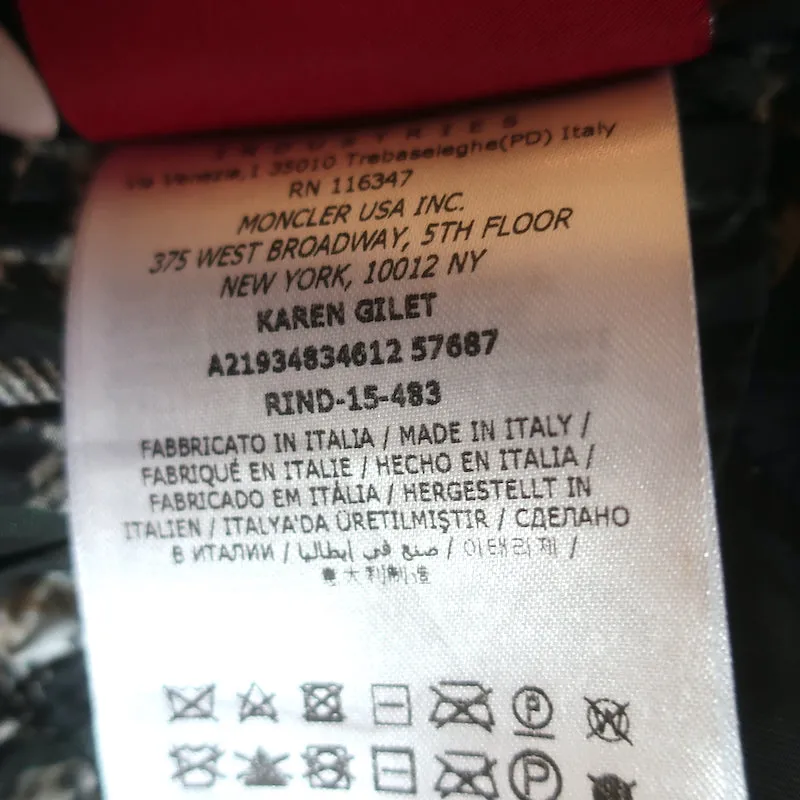 INDUSTRIES
Via Venezia,1 35010 Trebaseleghe(PD) Italy
RN 116347
MONCLER USA INC.
375 WEST BROADWAY, 5TH FLOOR
NEW YORK, 10012 NY
KAREN GILET
A21934834612 57687
RIND-15-483
FABBRICATO IN ITALIA / MADE IN ITALY /
FABRIQUÉ EN ITALIE / HECHO EN ITALIA /
FABRICADO EM ITÁLIA / HERGESTELLT IN
ITALIEN / ITALYA'DA ÜRETILMIŞTIR / СДЕЛАНО
В ИТАЛИИ / صنع في ايطاليا / 이태리제 /
意大利制造
P
W
P